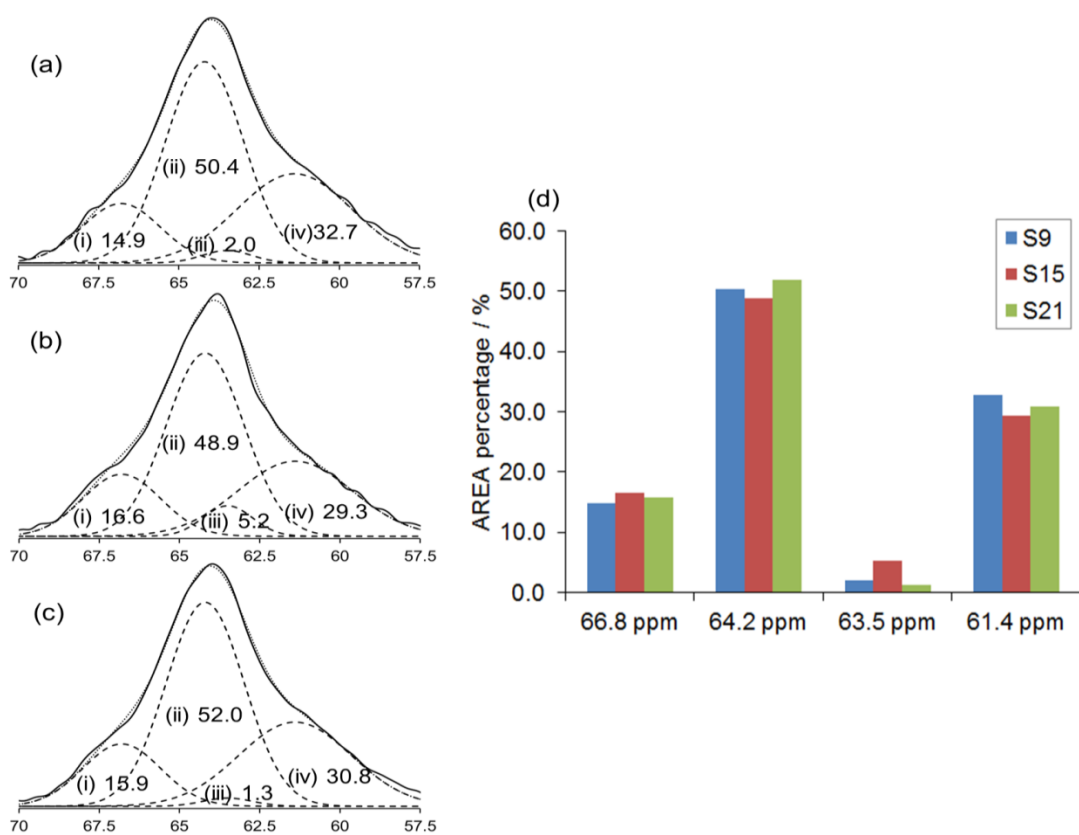 (a)
(ii) 50.4
(i) 14.9
(iii) 2.0
(iv)32.7
70 67.5 65 62.5 60 57.5
(b)
(ii) 48.9
(i) 16.6
(iii) 5.2
(iv) 29.3
70 67.5 65 62.5 60 57.5
(c)
(ii) 52.0
(i) 15.9
(iii) 1.3
(iv) 30.8
70 67.5 65 62.5 60 57.5
(d)
AREA percentage / %
60.0
50.0
40.0
30.0
20.0
10.0
0.0
66.8 ppm 64.2 ppm 63.5 ppm 61.4 ppm
S9
S15
S21